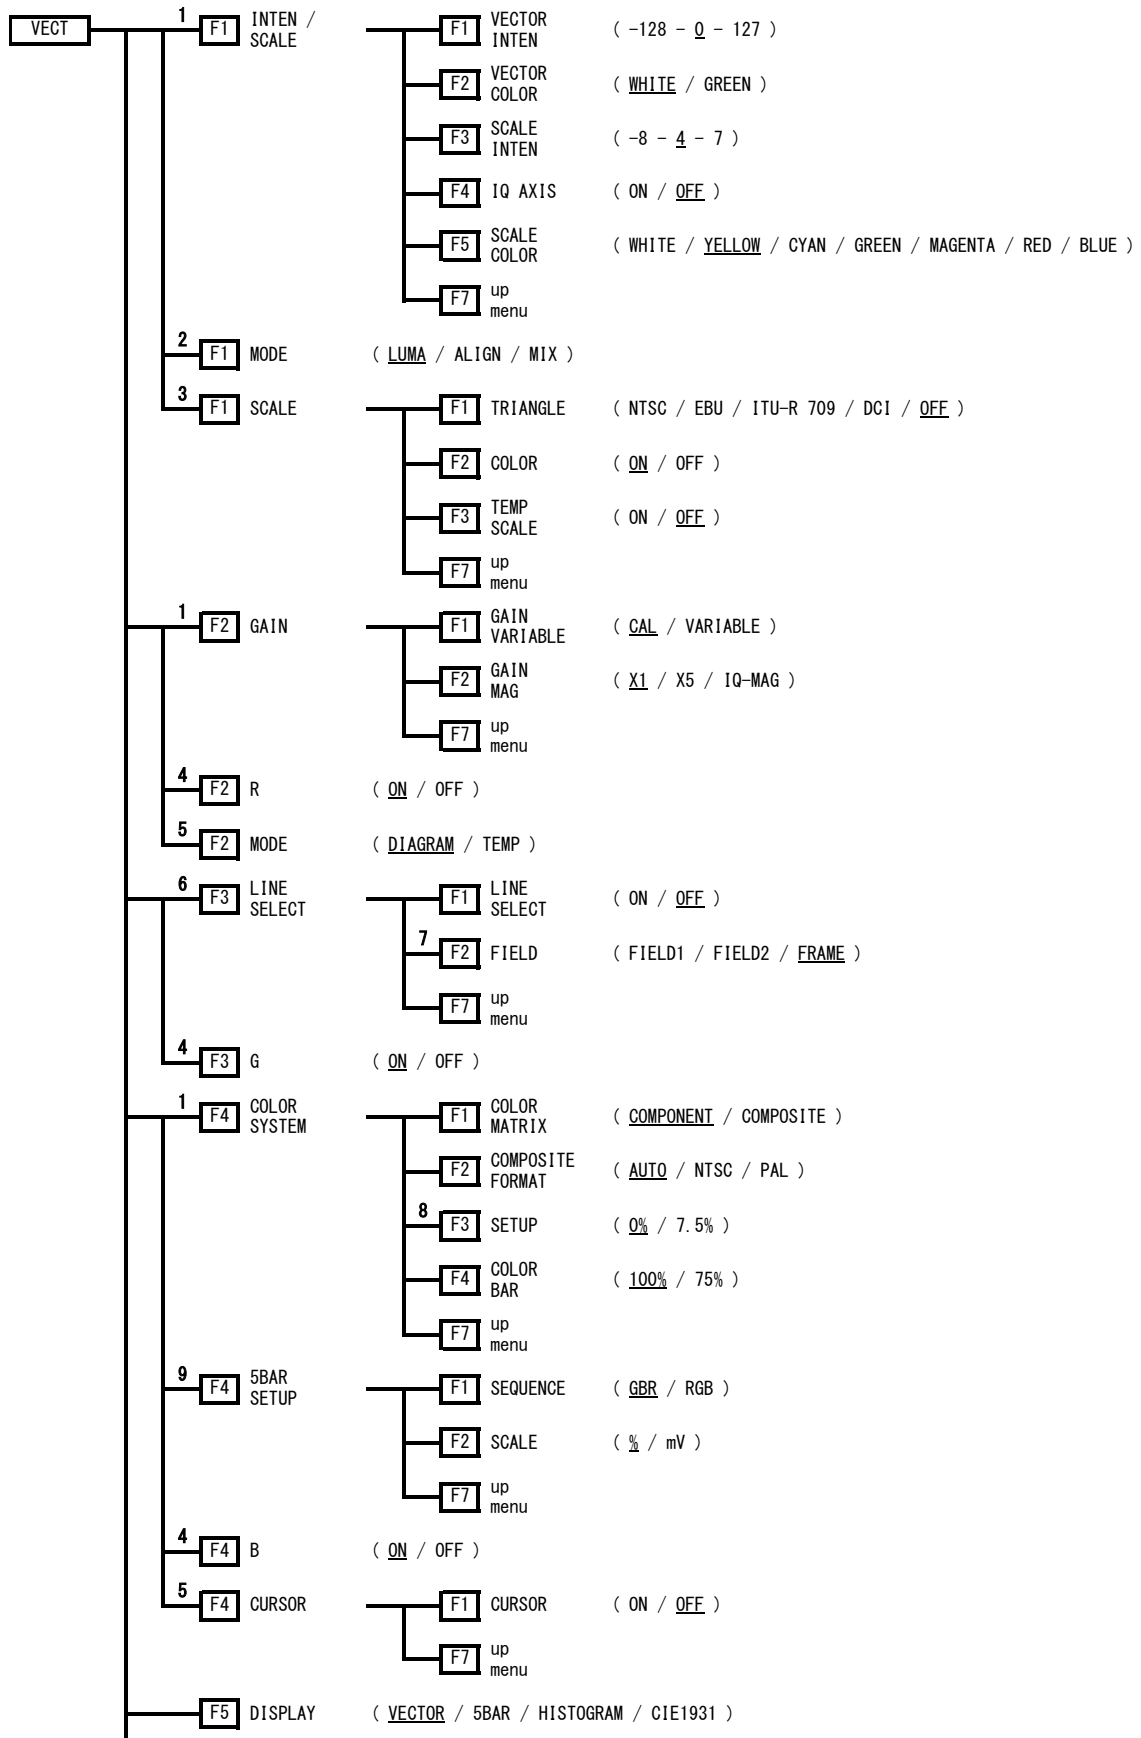 VECT 1 F1 INTEN / SCALE F1 VECTOR INTEN ( -128 - 0 - 127 )
F2 VECTOR COLOR ( WHITE / GREEN )
F3 SCALE INTEN ( -8 - 4 - 7 )
F4 IQ AXIS ( ON / OFF )
F5 SCALE COLOR ( WHITE / YELLOW / CYAN / GREEN / MAGENTA / RED / BLUE )
F7 up menu
2 F1 MODE ( LUMA / ALIGN / MIX )
3 F1 SCALE F1 TRIANGLE ( NTSC / EBU / ITU-R 709 / DCI / OFF )
F2 COLOR ( ON / OFF )
F3 TEMP SCALE ( ON / OFF )
F7 up menu
1 F2 GAIN F1 GAIN VARIABLE ( CAL / VARIABLE )
F2 GAIN MAG ( X1 / X5 / IQ-MAG )
F7 up menu
4 F2 R ( ON / OFF )
5 F2 MODE ( DIAGRAM / TEMP )
6 F3 LINE SELECT F1 LINE SELECT ( ON / OFF )
7 F2 FIELD ( FIELD1 / FIELD2 / FRAME )
F7 up menu
4 F3 G ( ON / OFF )
1 F4 COLOR SYSTEM F1 COLOR MATRIX ( COMPONENT / COMPOSITE )
F2 COMPOSITE FORMAT ( AUTO / NTSC / PAL )
8 F3 SETUP ( 0% / 7.5% )
F4 COLOR BAR ( 100% / 75% )
F7 up menu
9 F4 5BAR SETUP F1 SEQUENCE ( GBR / RGB )
F2 SCALE ( % / mV )
F7 up menu
4 F4 B ( ON / OFF )
5 F4 CURSOR F1 CURSOR ( ON / OFF )
F7 up menu
F5 DISPLAY ( VECTOR / 5BAR / HISTOGRAM / CIE1931 )